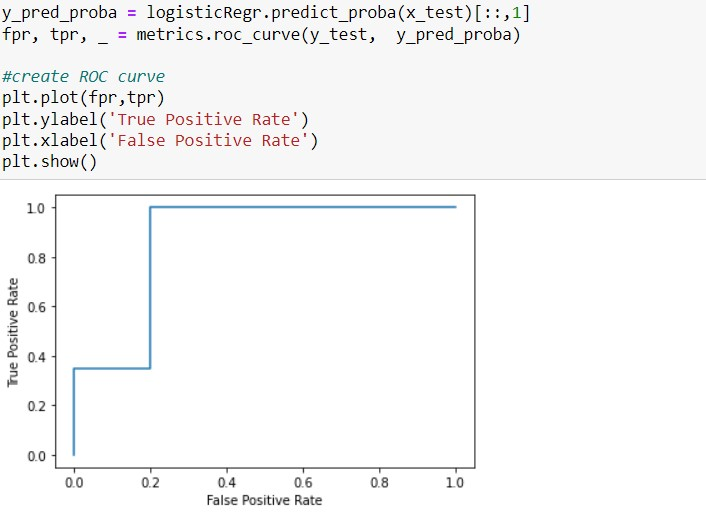 y_pred_proba = logisticRegr.predict_proba(x_test)[::,1]
fpr, tpr, _ = metrics.roc_curve(y_test,  y_pred_proba)
#create ROC curve
plt.plot(fpr,tpr)
plt.ylabel('True Positive Rate')
plt.xlabel('False Positive Rate')
plt.show()
True Positive Rate
1.0
0.8
0.6
0.4
0.2
0.0
0.0 0.2 0.4 0.6 0.8 1.0
False Positive Rate